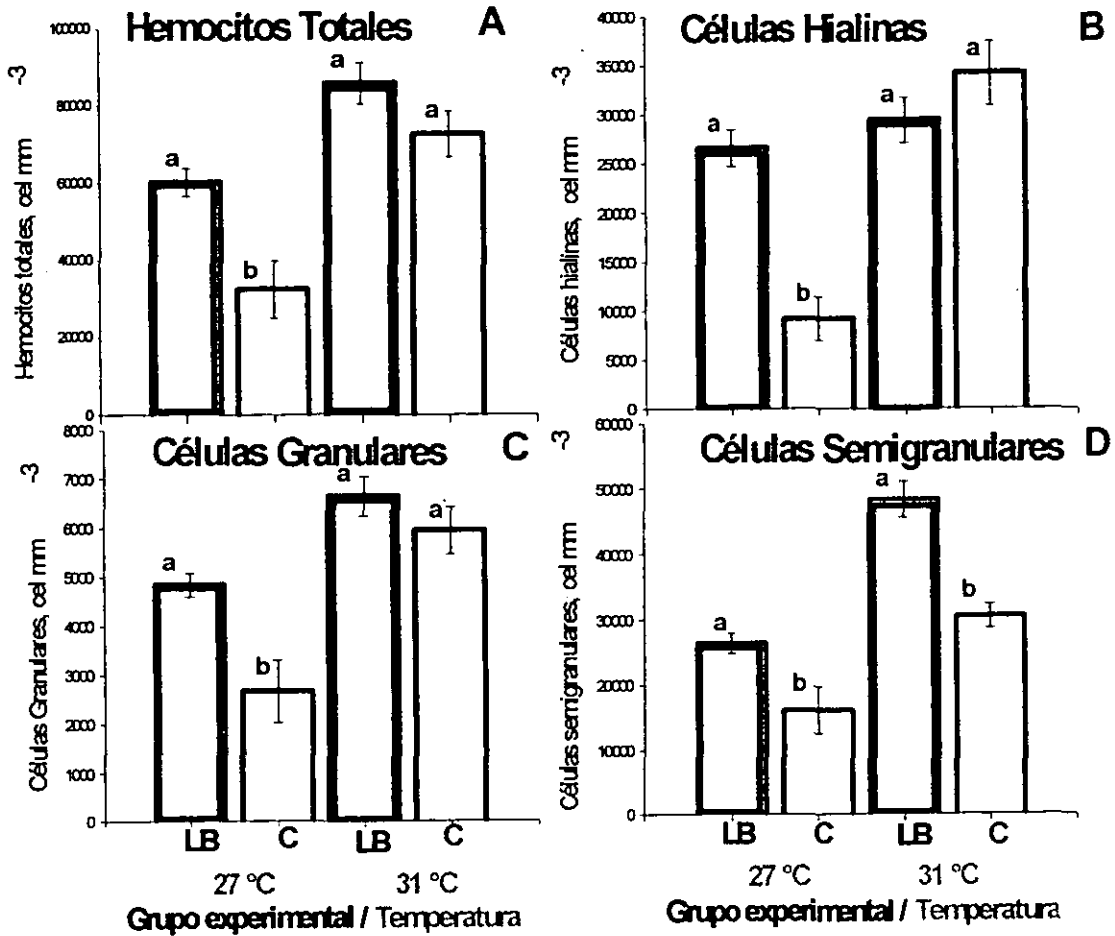 Hemocitos Totales A
Hemocitos totales, cel mm -3
100000
80000
60000
40000
20000
0
a
b
a
a
Células Hialinas B
Células hialinas, cel mm -3
40000
35000
30000
25000
20000
15000
10000
5000
0
a
b
a
a
Células Granulares C
Células Granulares, cel mm -3
8000
7000
6000
5000
4000
3000
2000
1000
0
a
b
a
a
LB C LB C
27 °C 31 °C
Grupo experimental / Temperatura
Células Semigranulares D
Células semigranulares, cel mm -3
60000
50000
40000
30000
20000
10000
0
a
b
a
b
LB C LB C
27 °C 31 °C
Grupo experimental / Temperatura